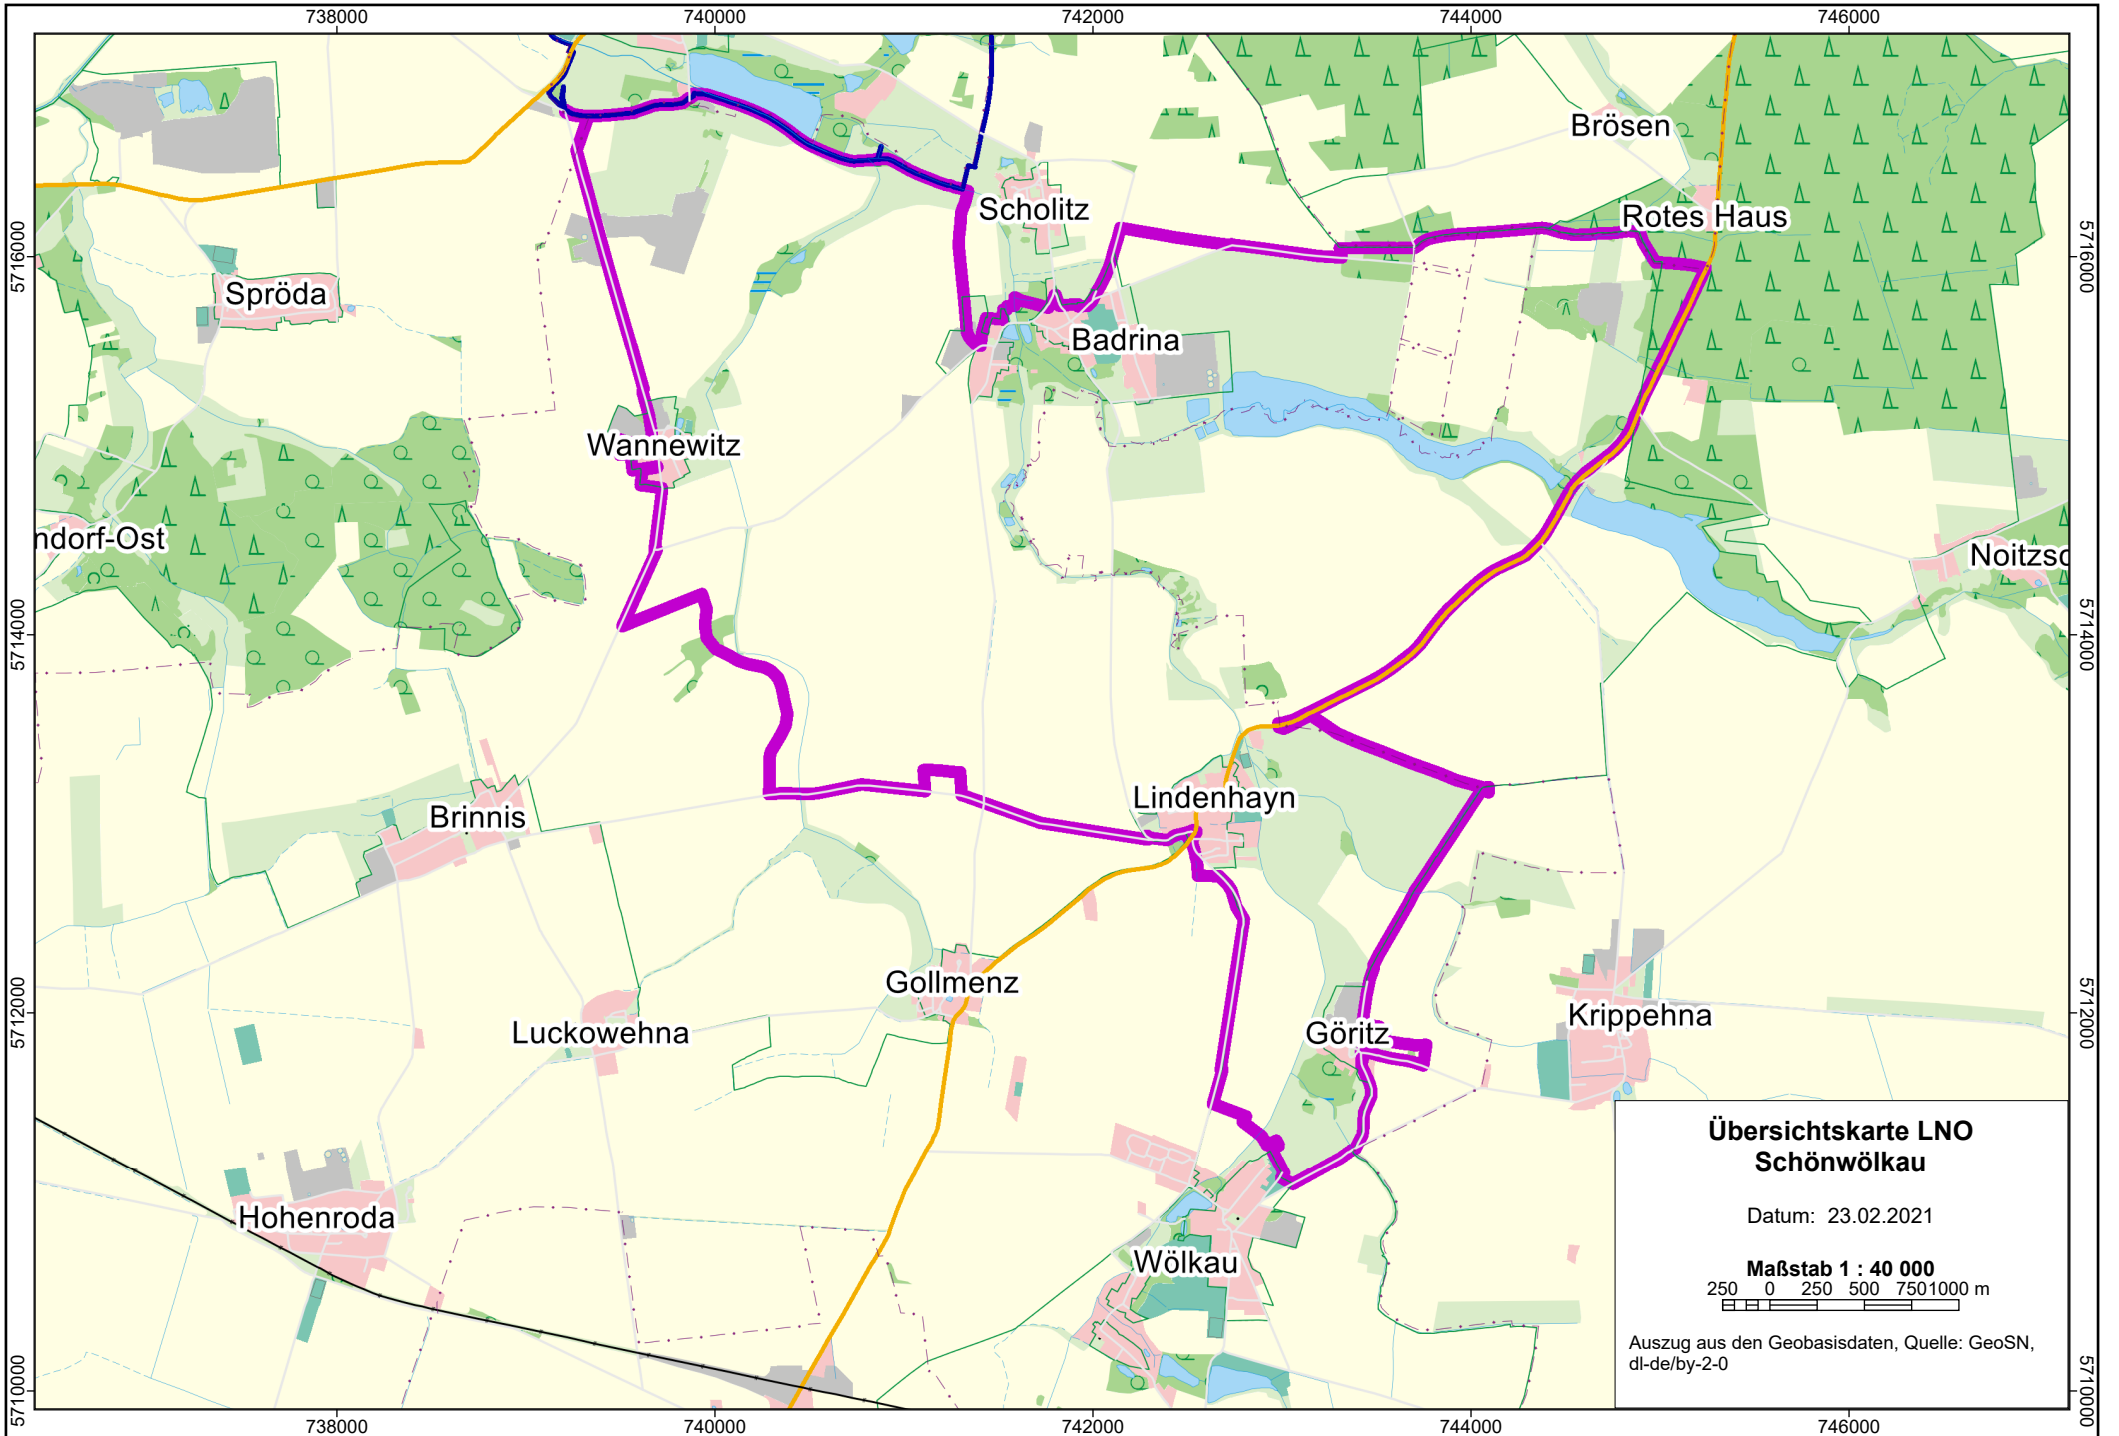 738000
740000
742000
744000
746000
Brösen
Scholitz
Rotes Haus
5716000
5716000
Spröda
Badrina
Wannewitz
ndorf-Ost
Noitzsc
5714000
5714000
Lindenhayn
Brinnis
Gollmenz
5712000
5712000
Luckowehna
Göritz
Krippehna
Hohenroda
Wölkau
Übersichtskarte LNO
Schönwölkau
Datum: 23.02.2021
Maßstab 1 : 40 000
250 0 250 500 750 1000 m
Auszug aus den Geobasisdaten, Quelle: GeoSN,
dl-de/by-2-0
5710000
5710000
738000
740000
742000
744000
746000